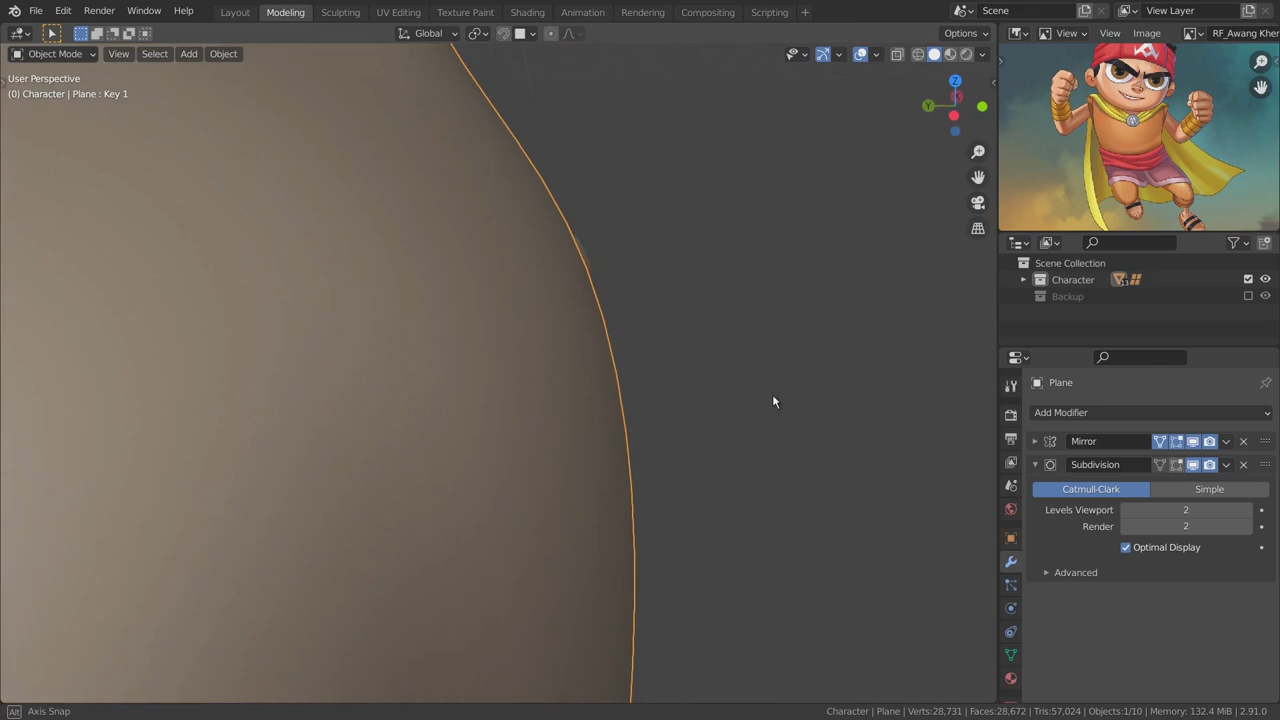 File Edit Render Window Help Layout Modeling Sculpting UV Editing Texture Paint Shading Animation Rendering Compositing Scripting + Scene View Layer
Global Options View View Image RF_Awang Kher
Object Mode View Select Add Object
User Perspective
(0) Character | Plane : Key 1
Z
Y
Scene Collection
Character 13
Backup
Plane
Add Modifier
Mirror
Subdivision
Catmull-Clark Simple
Levels Viewport 2
Render 2
Optimal Display
Advanced
Alt Axis Snap Character | Plane | Verts:28,731 | Faces:28,672 | Tris:57,024 | Objects:1/10 | Memory: 132.4 MiB | 2.91.0